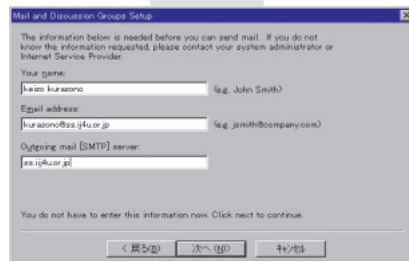 Mail and Discussion Groups Setup
The information below is needed before you can send mail. If you do not
know the information requested, please contact your system administrator or
Internet Service Provider.
Your name:
keizo kurazono
(e.g. John Smith)
Email address:
kurazono@ss.ij4u.or.jp
(e.g. jsmith@company.com)
Outgoing mail [SMTP] server:
ss.iij4u.or.jp
You do not have to enter this information now. Click next to continue.
< 戻る(B)
次へ (N)>
キャンセル